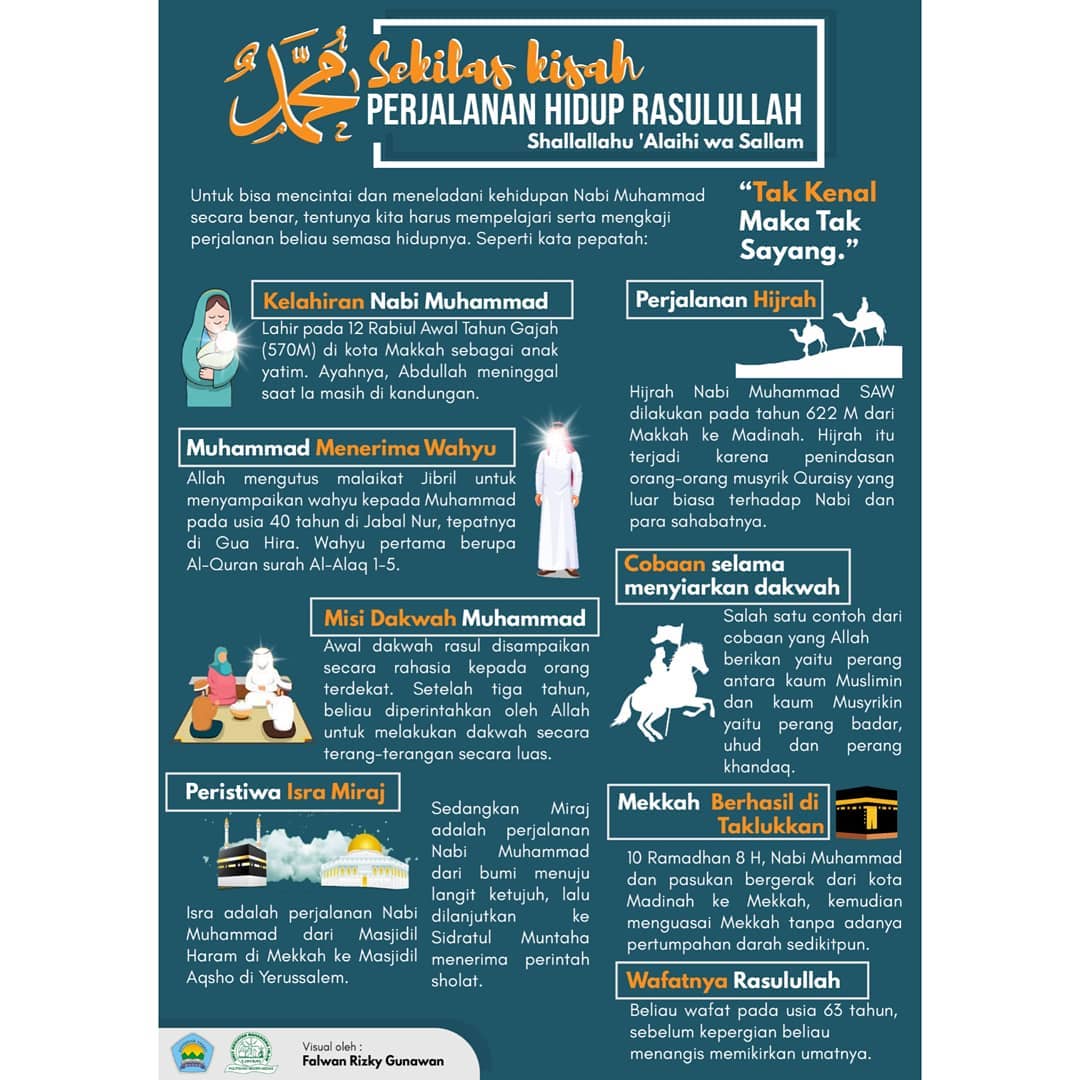 مُحَمَّد
Sekilas kisah
PERJALANAN HIDUP RASULULLAH
Shallallahu 'Alaihi wa Sallam
Untuk bisa mencintai dan meneladani kehidupan Nabi Muhammad
secara benar, tentunya kita harus mempelajari serta mengkaji
perjalanan beliau semasa hidupnya. Seperti kata pepatah:
“Tak Kenal
Maka Tak
Sayang.”
Kelahiran Nabi Muhammad
Lahir pada 12 Rabiul Awal Tahun Gajah
(570M) di kota Makkah sebagai anak
yatim. Ayahnya, Abdullah meninggal
saat Ia masih di kandungan.
Muhammad Menerima Wahyu
Allah mengutus malaikat Jibril untuk
menyampaikan wahyu kepada Muhammad
pada usia 40 tahun di Jabal Nur, tepatnya
di Gua Hira. Wahyu pertama berupa
Al-Quran surah Al-Alaq 1-5.
Misi Dakwah Muhammad
Awal dakwah rasul disampaikan
secara rahasia kepada orang
terdekat. Setelah tiga tahun,
beliau diperintahkan oleh Allah
untuk melakukan dakwah secara
terang-terangan secara luas.
Peristiwa Isra Miraj
Isra adalah perjalanan Nabi
Muhammad dari Masjidil
Haram di Mekkah ke Masjidil
Aqsho di Yerussalem.
Sedangkan Miraj
adalah perjalanan
Nabi Muhammad
dari bumi menuju
langit ketujuh, lalu
dilanjutkan ke
Sidratul Muntaha
menerima perintah
sholat.
Perjalanan Hijrah
Hijrah Nabi Muhammad SAW
dilakukan pada tahun 622 M dari
Makkah ke Madinah. Hijrah itu
terjadi karena penindasan
orang-orang musyrik Quraisy yang
luar biasa terhadap Nabi dan
para sahabatnya.
Cobaan selama
menyiarkan dakwah
Salah satu contoh dari
cobaan yang Allah
berikan yaitu perang
antara kaum Muslimin
dan kaum Musyrikin
yaitu perang badar,
uhud dan perang
khandaq.
Mekkah Berhasil di
Taklukkan
10 Ramadhan 8 H, Nabi Muhammad
dan pasukan bergerak dari kota
Madinah ke Mekkah, kemudian
menguasai Mekkah tanpa adanya
pertumpahan darah sedikitpun.
Wafatnya Rasulullah
Beliau wafat pada usia 63 tahun,
sebelum kepergian beliau
menangis memikirkan umatnya.
Visual oleh :
Falwan Rizky Gunawan